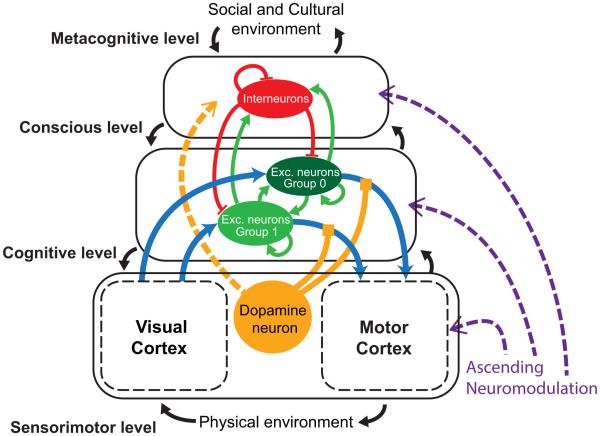 Social and Cultural
environment
Metacognitive level
Interneurons
Conscious level
Exc. neurons
Group 0
Exc. neurons
Group 1
Cognitive level
Dopamine
neuron
Visual
Cortex
Motor
Cortex
Ascending
Neuromodulation
Physical environment
Sensorimotor level